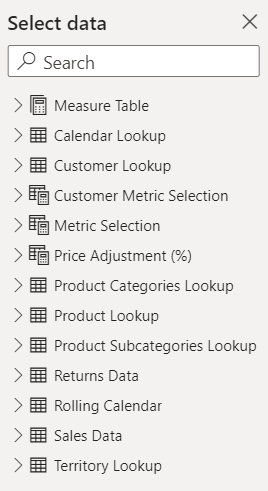 Select data
Search
Measure Table
Calendar Lookup
Customer Lookup
Customer Metric Selection
Metric Selection
Price Adjustment (%)
Product Categories Lookup
Product Lookup
Product Subcategories Lookup
Returns Data
Rolling Calendar
Sales Data
Territory Lookup